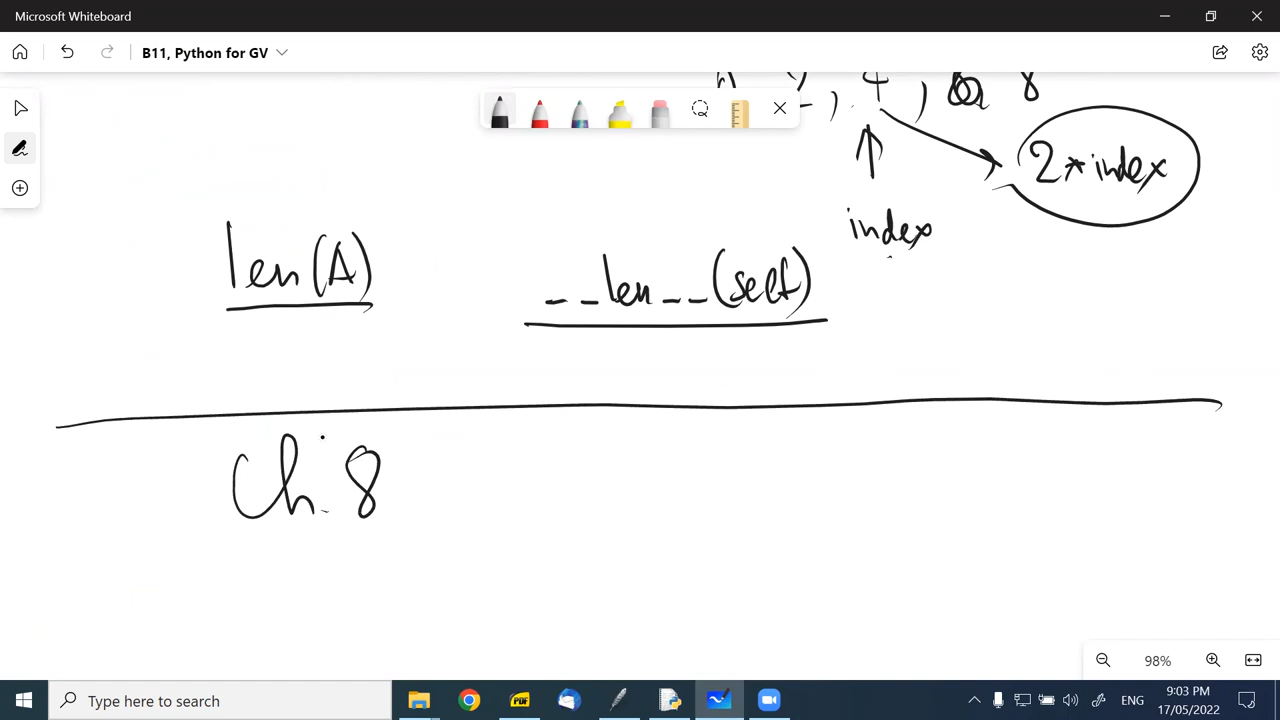 Microsoft Whiteboard
B11, Python for GV
4, 8
2*index
index
len(A)
__len__(self)
Ch. 8
98%
Type here to search
PDF
ENG
9:03 PM
17/05/2022